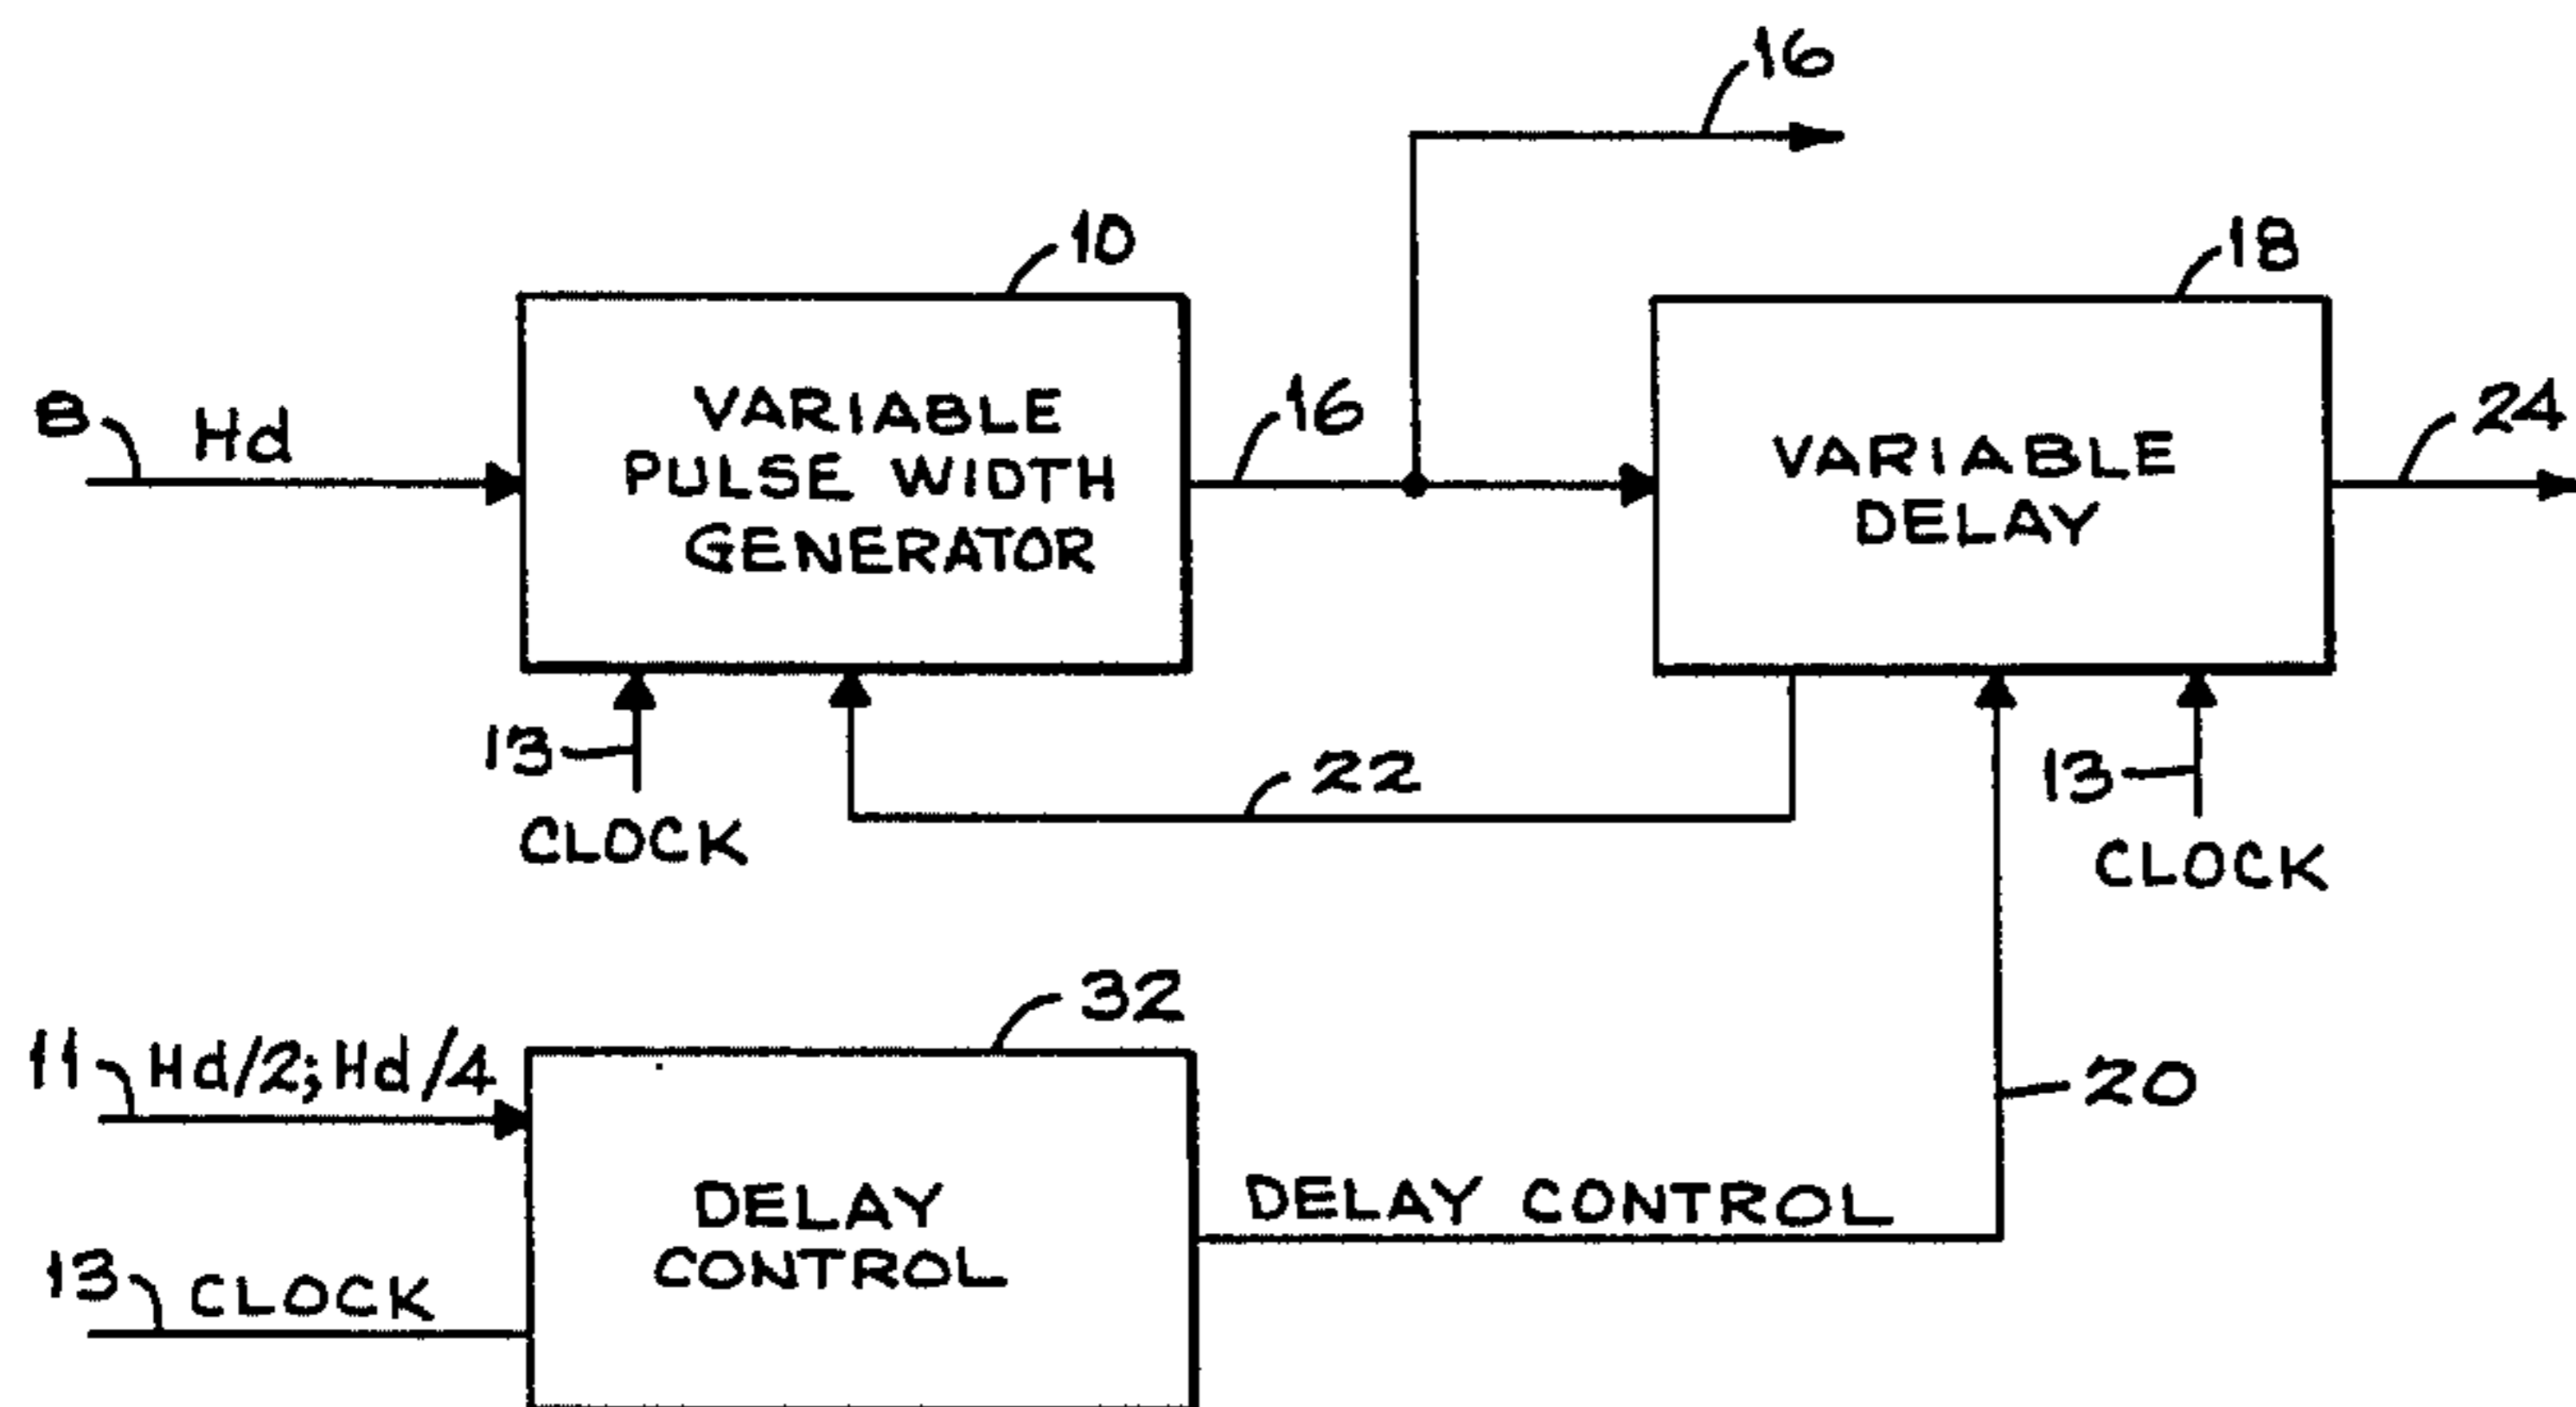 16
10
18
8
Hd
VARIABLE
PULSE WIDTH
GENERATOR
16
VARIABLE
DELAY
24
13
CLOCK
22
13
CLOCK
32
11
Hd/2;Hd/4
20
DELAY
CONTROL
DELAY CONTROL
13
CLOCK